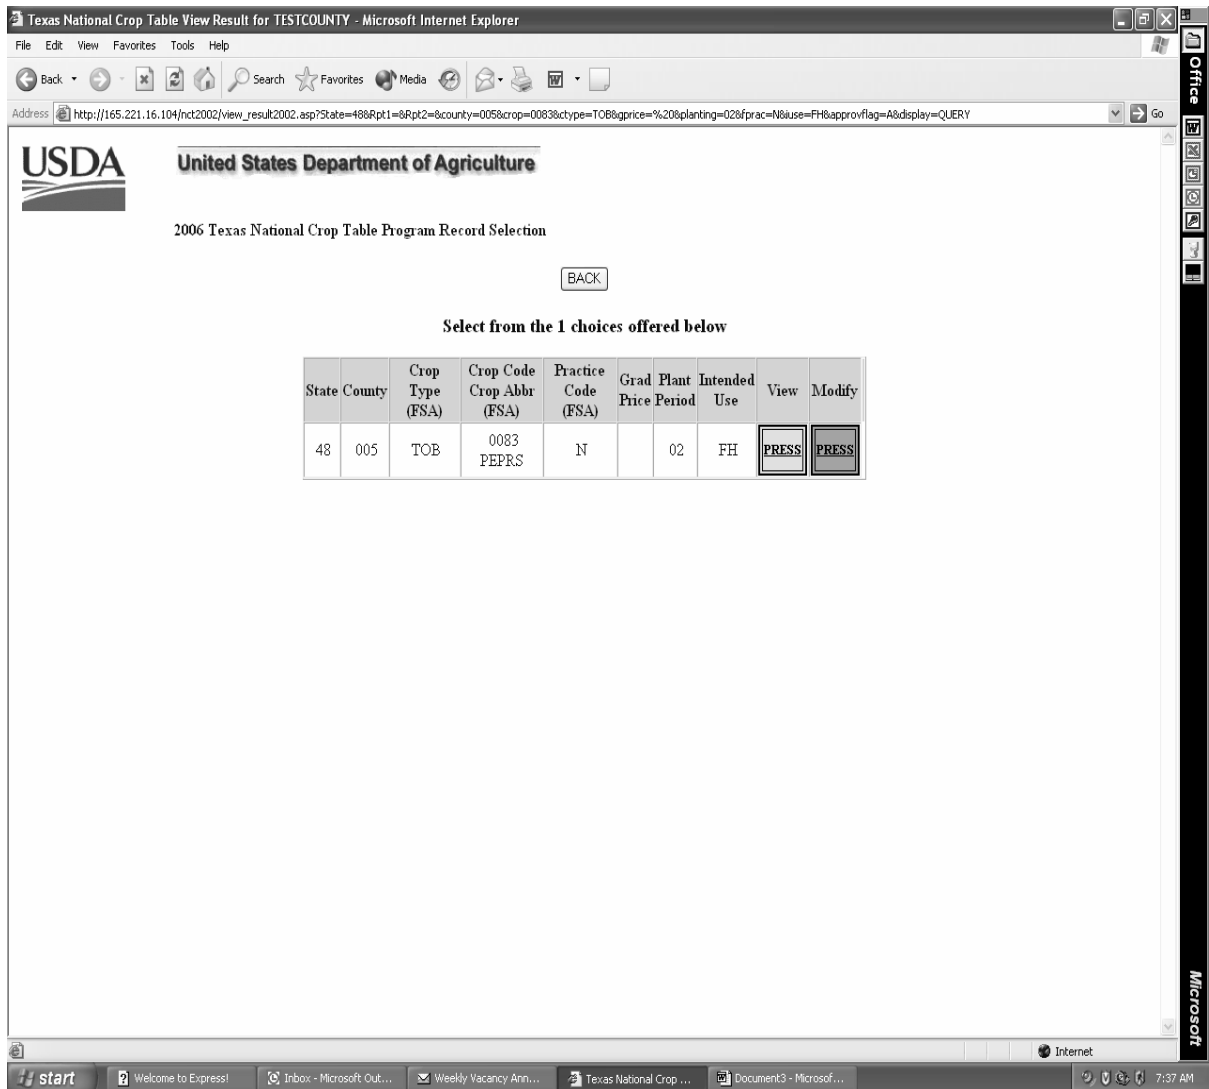 Texas National Crop Table View Result for TESTCOUNTY - Microsoft Internet Explorer
File Edit View Favorites Tools Help
Back Search Favorites Media
Address http://165.221.16.104/nct2002/view_result2002.asp?State=48&Rpt1=&Rpt2=&county=005&crop=0083&ctype=TOB&gprice=%20&planting=02&fprac=N&iuse=FH&approvflag=A&display=QUERY Go
Office
USDA United States Department of Agriculture
2006 Texas National Crop Table Program Record Selection
BACK
Select from the 1 choices offered below
State County Crop Type (FSA) Crop Code Crop Abbr (FSA) Practice Code (FSA) Grad Price Plant Period Intended Use View Modify
48 005 TOB 0083 PEPRS N 02 FH PRESS PRESS
Microsoft
Internet
start Welcome to Express! Inbox - Microsoft Out... Weekly Vacancy Ann... Texas National Crop ... Document3 - Microsof... 7:37 AM